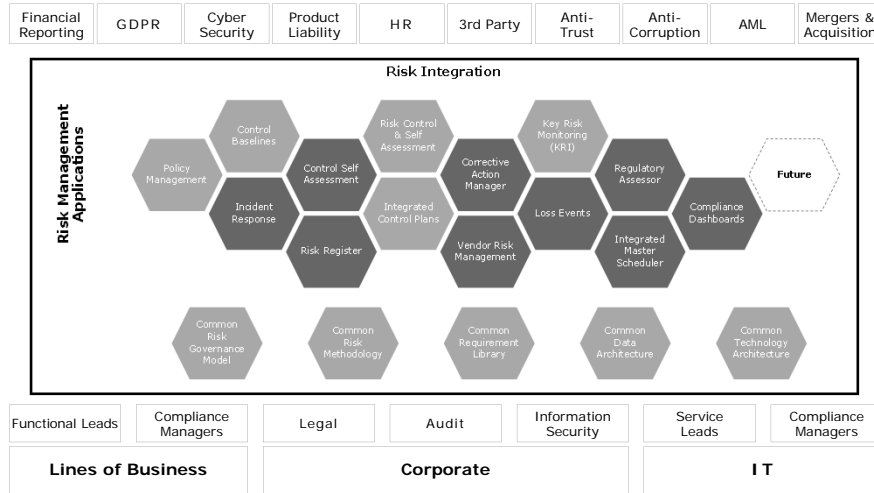 Financial
Reporting
GDPR
Cyber
Security
Product
Liability
HR
3rd Party
Anti-
Trust
Anti-
Corruption
AML
Mergers &
Acquisition
Risk Integration
Risk Management
Applications
Policy
Management
Control
Baselines
Incident
Response
Control Self
Assessment
Risk Register
Risk Control
& Self
Assessment
Integrated
Control Plans
Corrective
Action
Manager
Vendor Risk
Management
Key Risk
Monitoring
(KRI)
Loss Events
Regulatory
Assessor
Integrated
Master
Scheduler
Compliance
Dashboards
Future
Common
Risk
Governance
Model
Common
Risk
Methodology
Common
Requirement
Library
Common
Data
Architecture
Common
Technology
Architecture
Functional Leads
Compliance
Managers
Legal
Audit
Information
Security
Service
Leads
Compliance
Managers
Lines of Business
Corporate
IT